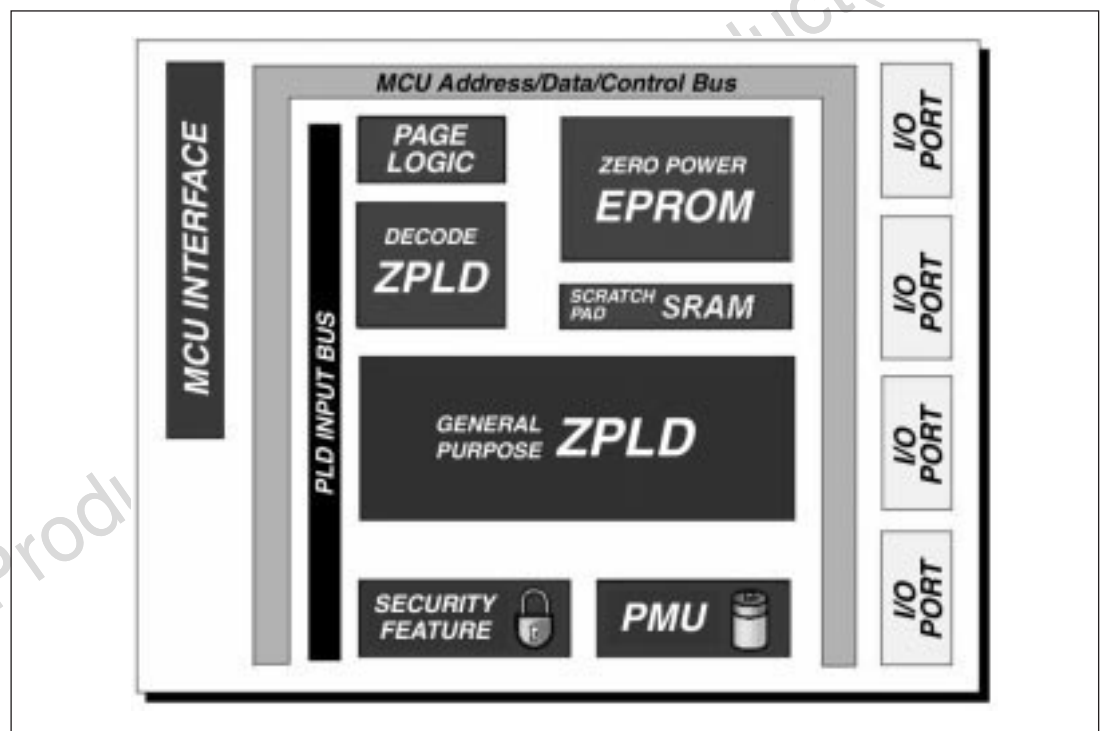 MCU INTERFACE
MCU Address/Data/Control Bus
PLD INPUT BUS
PAGE
LOGIC
DECODE
ZPLD
ZERO POWER
EPROM
SCRATCH
PAD
SRAM
GENERAL
PURPOSE
ZPLD
SECURITY
FEATURE
PMU
I/O
PORT
I/O
PORT
I/O
PORT
I/O
PORT